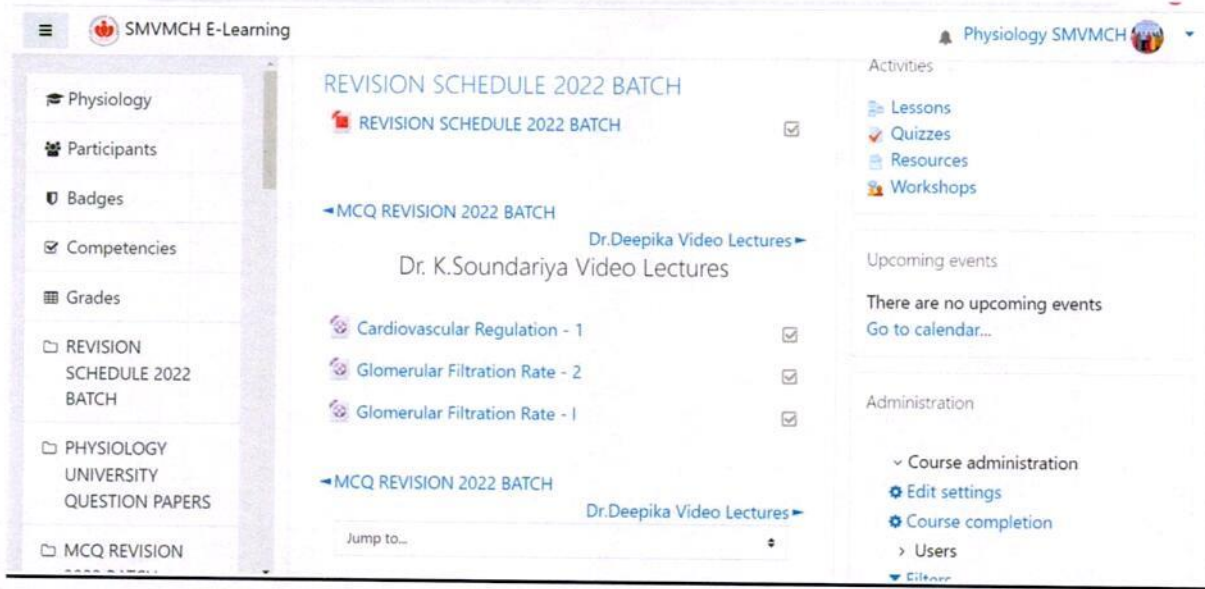 SMVMCH E-Learning
Physiology SMVMCH
Physiology
Participants
Badges
Competencies
Grades
REVISION
SCHEDULE 2022
BATCH
PHYSIOLOGY
UNIVERSITY
QUESTION PAPERS
MCQ REVISION
REVISION SCHEDULE 2022 BATCH
REVISION SCHEDULE 2022 BATCH
◄MCQ REVISION 2022 BATCH
Dr.Deepika Video Lectures►
Dr. K.Soundariya Video Lectures
Cardiovascular Regulation - 1
Glomerular Filtration Rate - 2
Glomerular Filtration Rate - I
◄MCQ REVISION 2022 BATCH
Dr.Deepika Video Lectures►
Jump to...
Activities
Lessons
Quizzes
Resources
Workshops
Upcoming events
There are no upcoming events
Go to calendar...
Administration
Course administration
Edit settings
Course completion
Users
Filters